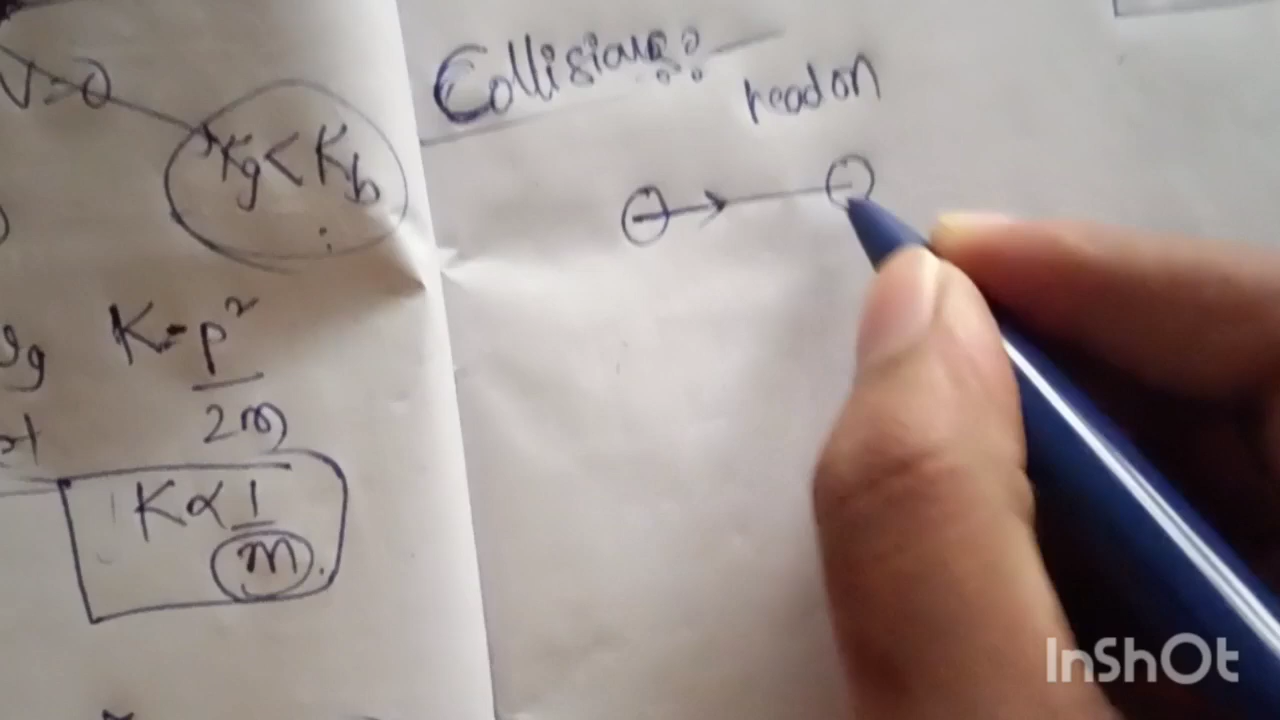 V=0
Kg < Kb
K = p²
2m
K ∝ 1
m
Collisions:
head on
InShOt